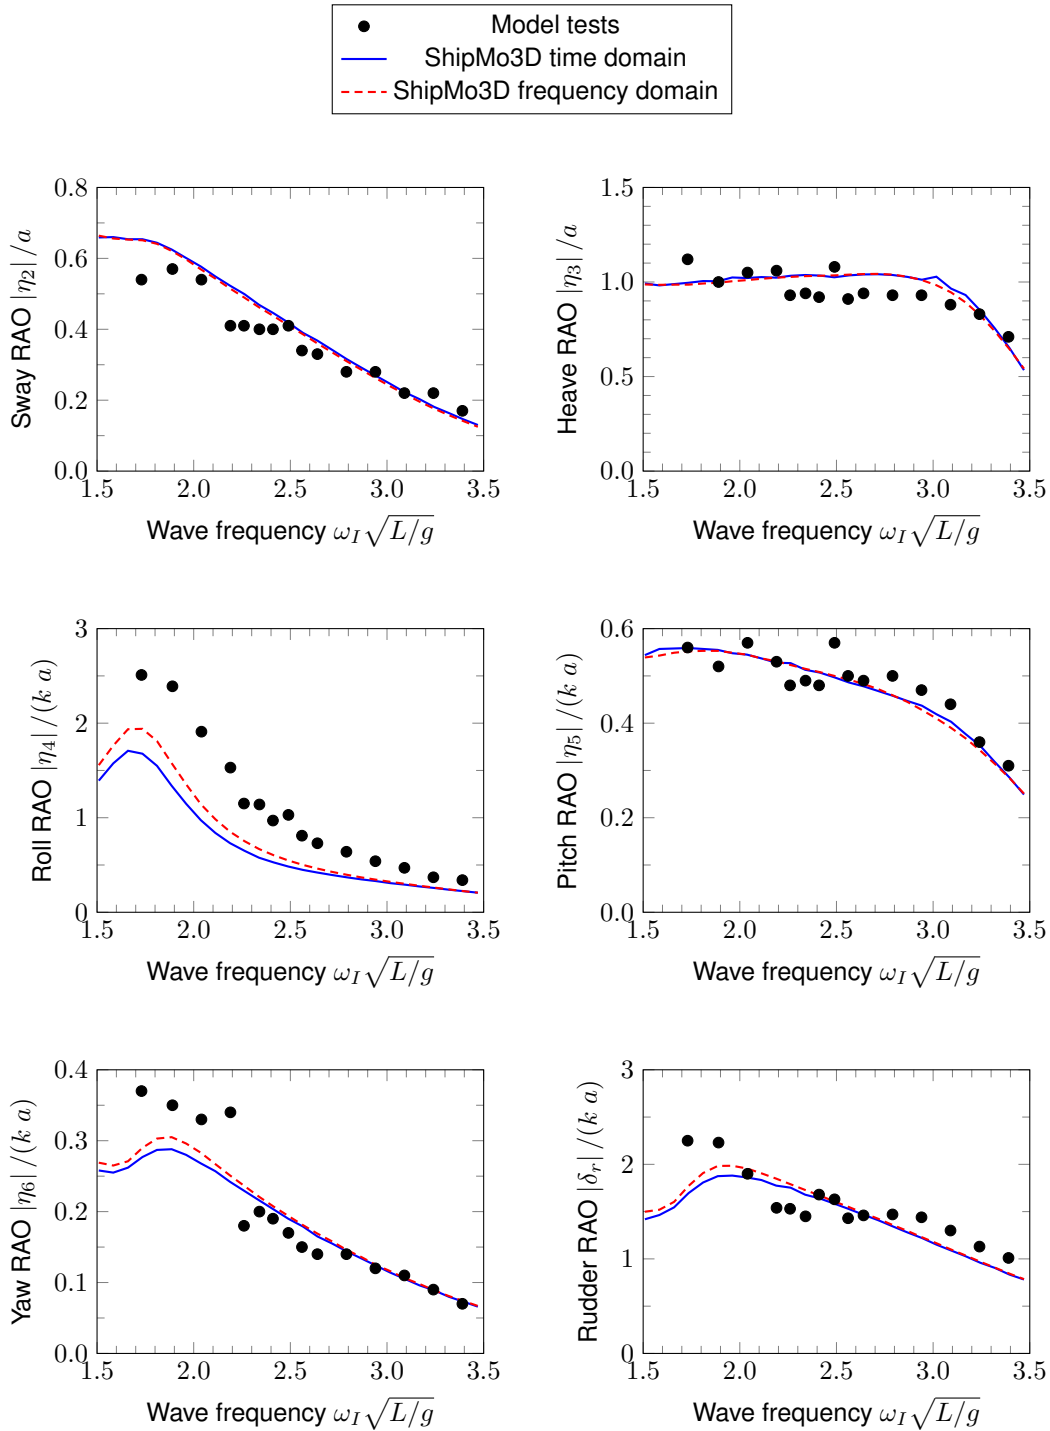 Model tests
ShipMo3D time domain
ShipMo3D frequency domain
0.8
0.6
0.4
0.2
0.0
Sway RAO |η₂|/a
1.5 2.0 2.5 3.0 3.5
Wave frequency ω_I√(L/g)
1.5
1.0
0.5
0.0
Heave RAO |η₃|/a
1.5 2.0 2.5 3.0 3.5
Wave frequency ω_I√(L/g)
3
2
1
0
Roll RAO |η₄|/(k a)
1.5 2.0 2.5 3.0 3.5
Wave frequency ω_I√(L/g)
0.6
0.4
0.2
0.0
Pitch RAO |η₅|/(k a)
1.5 2.0 2.5 3.0 3.5
Wave frequency ω_I√(L/g)
0.4
0.3
0.2
0.1
0.0
Yaw RAO |η₆|/(k a)
1.5 2.0 2.5 3.0 3.5
Wave frequency ω_I√(L/g)
3
2
1
0
Rudder RAO |δ_r|/(k a)
1.5 2.0 2.5 3.0 3.5
Wave frequency ω_I√(L/g)